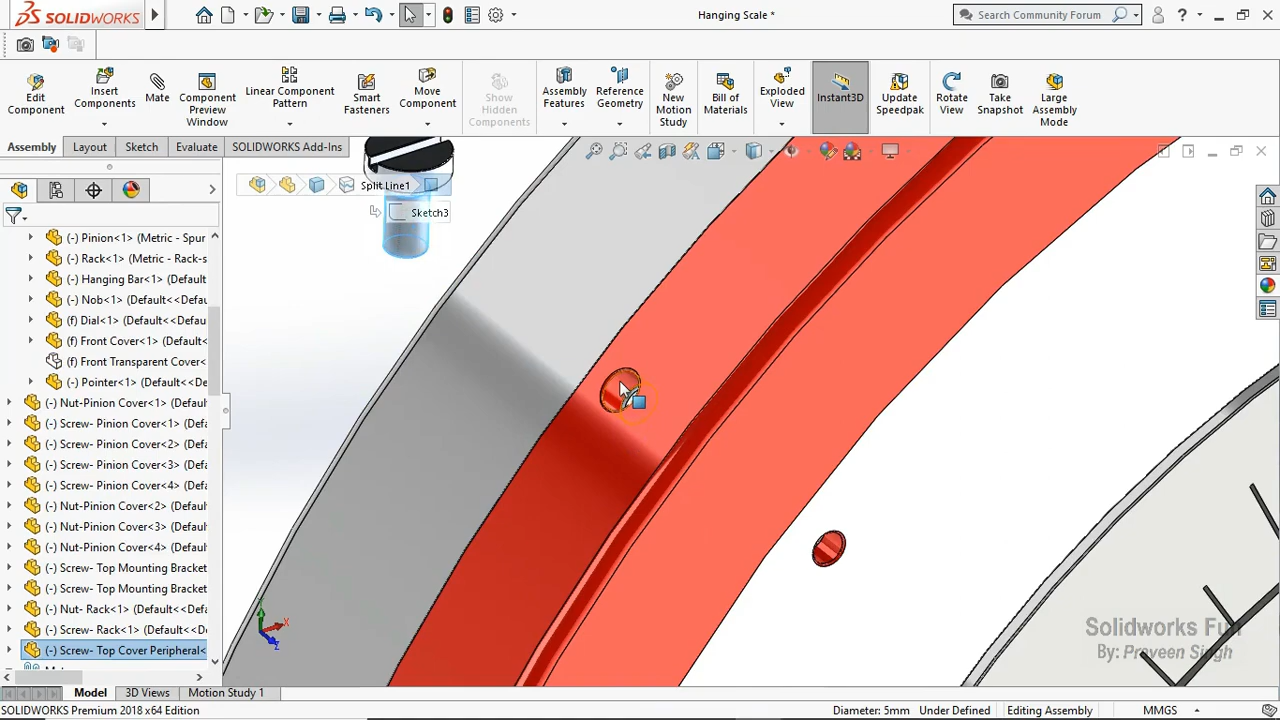 SOLIDWORKS
Hanging Scale *
Search Community Forum
Edit Component
Insert Components
Mate
Component Preview Window
Linear Component Pattern
Smart Fasteners
Move Component
Show Hidden Components
Assembly Features
Reference Geometry
New Motion Study
Bill of Materials
Exploded View
Instant3D
Update Speedpak
Rotate View
Take Snapshot
Large Assembly Mode
Assembly
Layout
Sketch
Evaluate
SOLIDWORKS Add-Ins
Split Line1
Sketch3
(-) Pinion<1> (Metric - Spur
(-) Rack<1> (Metric - Rack-s
(-) Hanging Bar<1> (Default
(-) Nob<1> (Default<<Defau
(f) Dial<1> (Default<<Defau
(f) Front Cover<1> (Default
(f) Front Transparent Cover<
(-) Pointer<1> (Default<<De
(-) Nut-Pinion Cover<1> (Defaul
(-) Screw- Pinion Cover<1> (Def
(-) Screw- Pinion Cover<2> (Def
(-) Screw- Pinion Cover<3> (Def
(-) Screw- Pinion Cover<4> (Def
(-) Nut-Pinion Cover<2> (Defaul
(-) Nut-Pinion Cover<3> (Defaul
(-) Nut-Pinion Cover<4> (Defaul
(-) Screw- Top Mounting Bracket
(-) Screw- Top Mounting Bracket
(-) Nut- Rack<1> (Default<<Defa
(-) Screw- Rack<1> (Default<<D
(-) Screw- Top Cover Peripheral<
Y
X
Z
Solidworks Fun
By: Praveen Singh
Model
3D Views
Motion Study 1
SOLIDWORKS Premium 2018 x64 Edition
Diameter: 5mm
Under Defined
Editing Assembly
MMGS